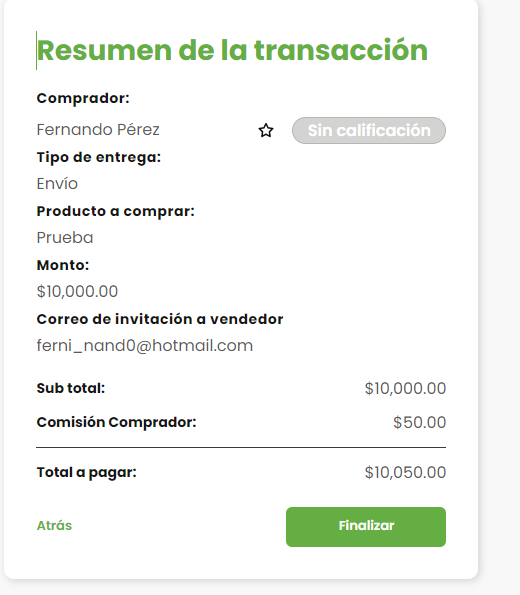 Resumen de la transacción
Comprador:
Fernando Pérez Sin calificación
Tipo de entrega:
Envío
Producto a comprar:
Prueba
Monto:
$10,000.00
Correo de invitación a vendedor
ferni_nand0@hotmail.com
Sub total: $10,000.00
Comisión Comprador: $50.00
Total a pagar: $10,050.00
Atrás Finalizar